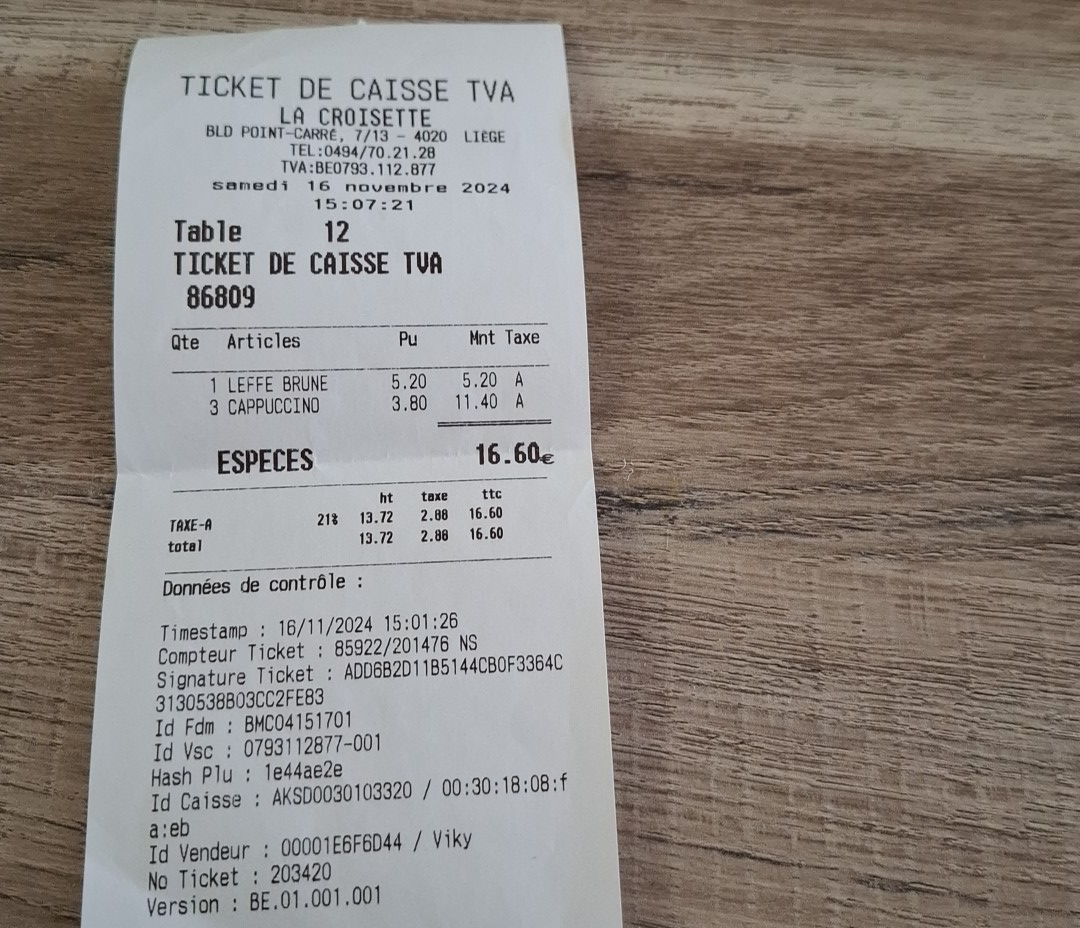 TICKET DE CAISSE TVA
LA CROISETTE
BLD POINT-CARRÉ, 7/13 - 4020 LIÈGE
TEL:0494/70.21.28
TVA:BE0793.112.877
samedi 16 novembre 2024
15:07:21
Table 12
TICKET DE CAISSE TVA
86809
Qte Articles Pu Mnt Taxe
1 LEFFE BRUNE 5.20 5.20 A
3 CAPPUCCINO 3.80 11.40 A
ESPECES 16.60€
ht taxe ttc
TAXE-A 21% 13.72 2.88 16.60
total 13.72 2.88 16.60
Données de contrôle :
Timestamp : 16/11/2024 15:01:26
Compteur Ticket : 85922/201476 NS
Signature Ticket : ADD6B2D11B5144CB0F3364C
3130538B03CC2FE83
Id Fdm : BMC04151701
Id Vsc : 0793112877-001
Hash Plu : 1e44ae2e
Id Caisse : AKSD0030103320 / 00:30:18:08:f
a:eb
Id Vendeur : 00001E6F6D44 / Viky
No Ticket : 203420
Version : BE.01.001.001